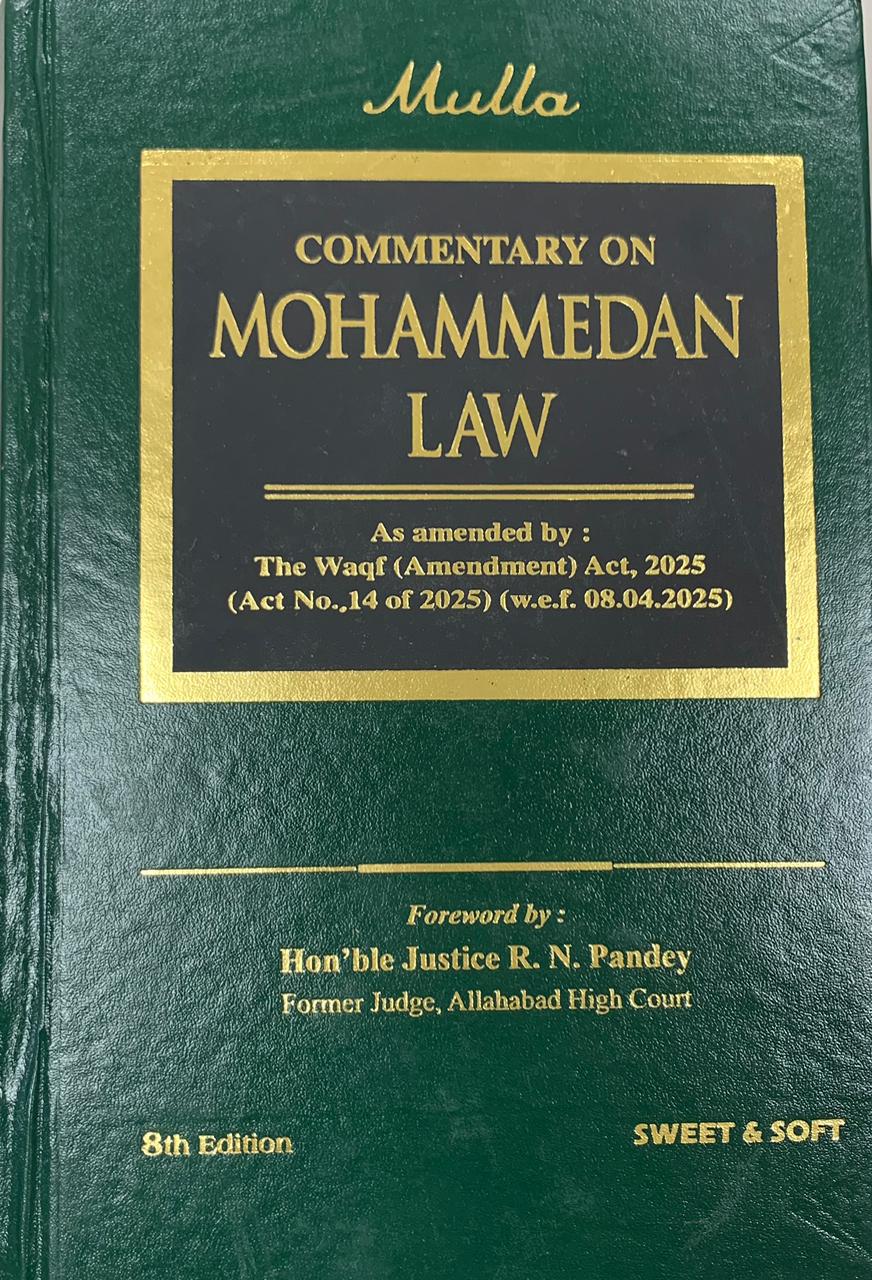 Mulla
COMMENTARY ON
MOHAMMEDAN
LAW
As amended by :
The Waqf (Amendment) Act, 2025
(Act No.,14 of 2025) (w.e.f. 08.04.2025)
Foreword by :
Hon'ble Justice R. N. Pandey
Former Judge, Allahabad High Court
8th Edition
SWEET & SOFT